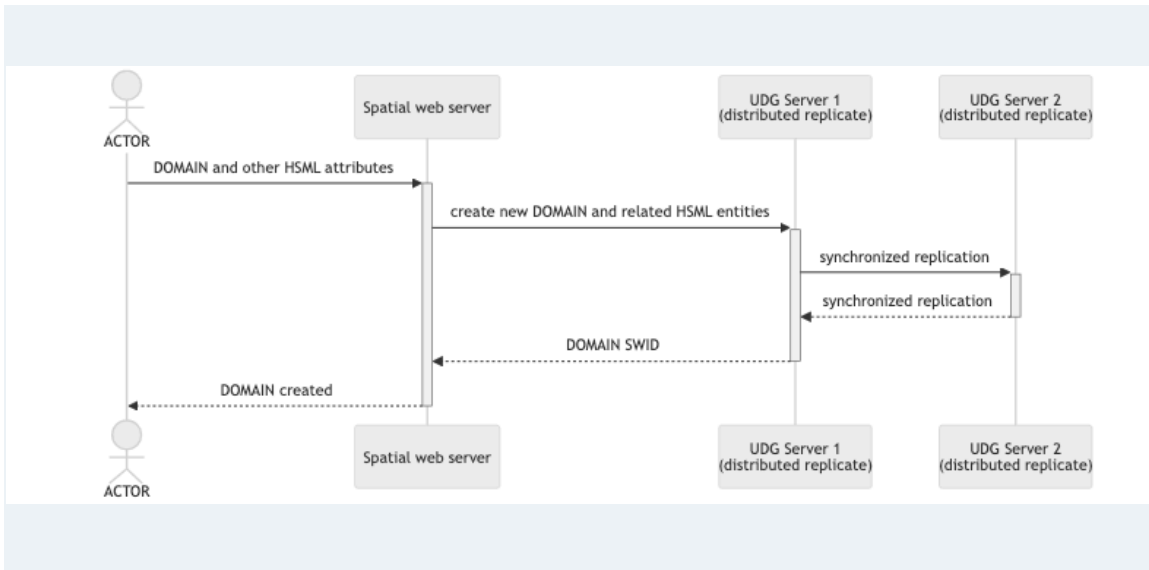 ACTOR
Spatial web server
UDG Server 1
(distributed replicate)
UDG Server 2
(distributed replicate)
DOMAIN and other HSML attributes
create new DOMAIN and related HSML entities
synchronized replication
synchronized replication
DOMAIN SWID
DOMAIN created
ACTOR
Spatial web server
UDG Server 1
(distributed replicate)
UDG Server 2
(distributed replicate)